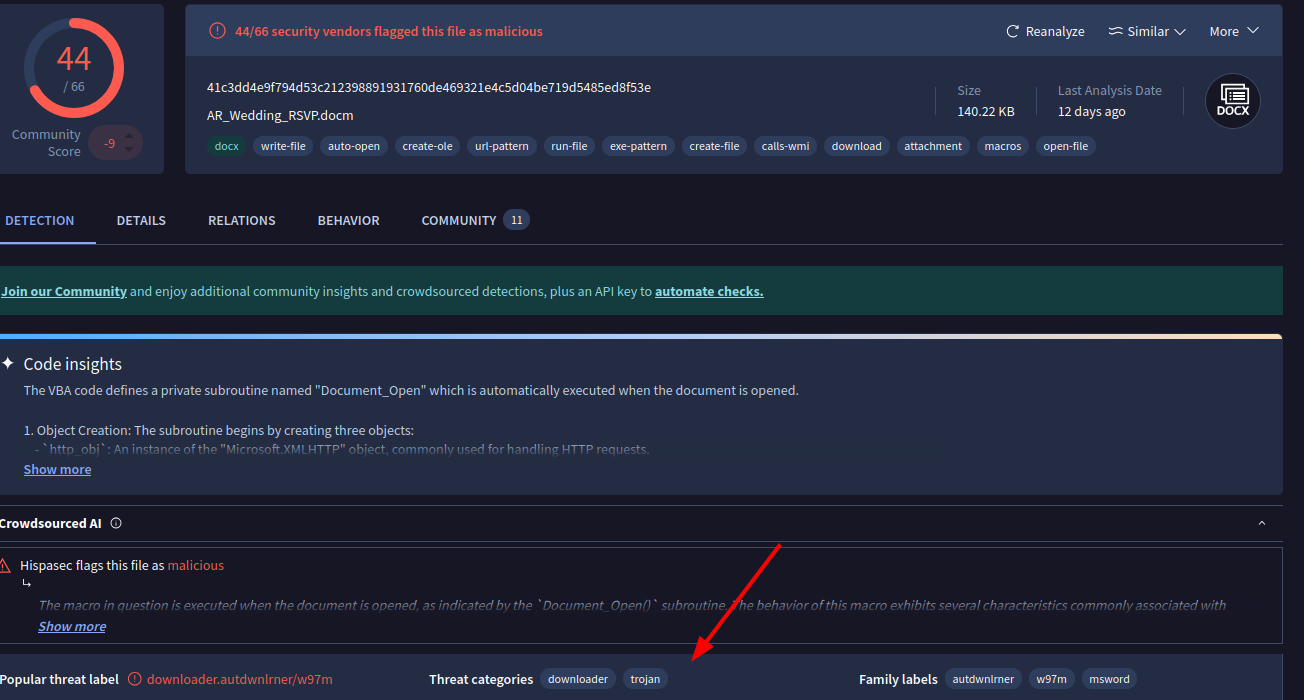 44
/ 66
Community
Score
-9
44/66 security vendors flagged this file as malicious
Reanalyze
Similar
More
41c3dd4e9f794d53c212398891931760de469321e4c5d04be719d5485ed8f53e
AR_Wedding_RSVP.docm
Size
140.22 KB
Last Analysis Date
12 days ago
DOCX
docx write-file auto-open create-ole url-pattern run-file exe-pattern create-file calls-wmi download attachment macros open-file
DETECTION DETAILS RELATIONS BEHAVIOR COMMUNITY 11
Join our Community and enjoy additional community insights and crowdsourced detections, plus an API key to automate checks.
Code insights
The VBA code defines a private subroutine named "Document_Open" which is automatically executed when the document is opened.
1. Object Creation: The subroutine begins by creating three objects:
- `http_obj`: An instance of the "Microsoft.XMLHTTP" object, commonly used for handling HTTP requests.
Show more
Crowdsourced AI
Hispasec flags this file as malicious
The macro in question is executed when the document is opened, as indicated by the `Document_Open()` subroutine. The behavior of this macro exhibits several characteristics commonly associated with
Show more
Popular threat label downloader.autdwnlrner/w97m Threat categories downloader trojan Family labels autdwnlrner w97m msword